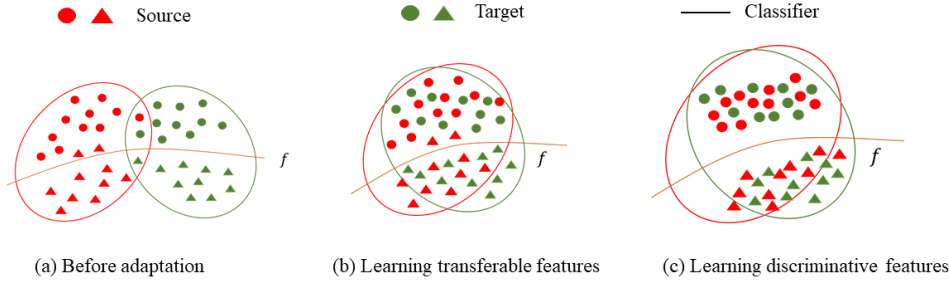 Source Target Classifier
f f f
(a) Before adaptation (b) Learning transferable features (c) Learning discriminative features